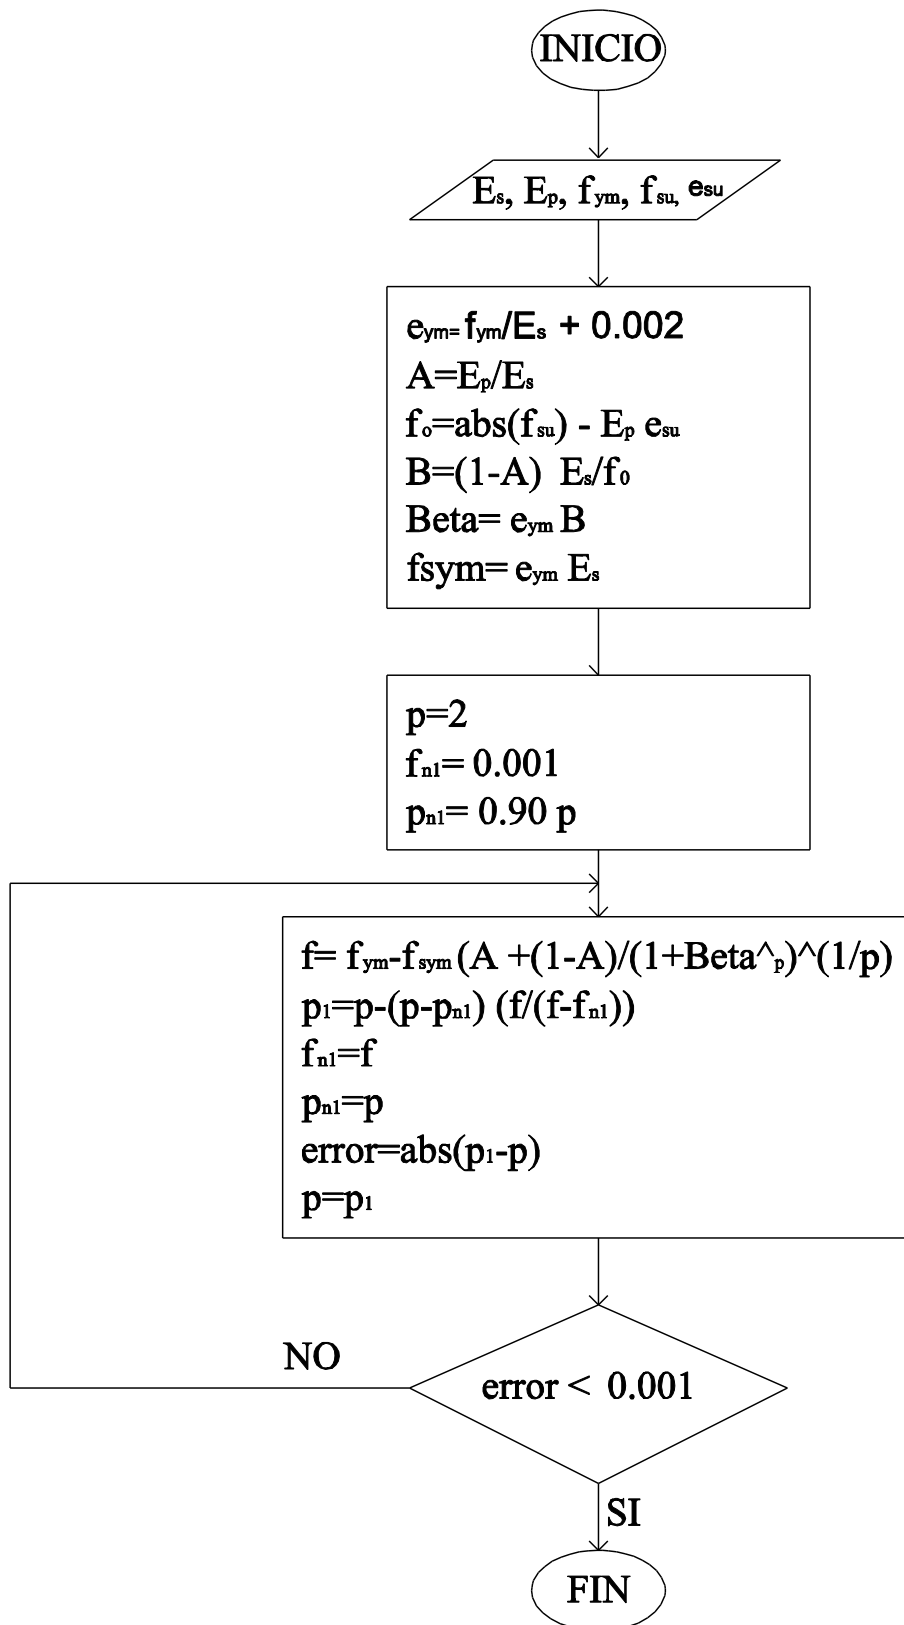 INICIO
Es, Ep, fym, fsu, esu
eym= fym/Es + 0.002
A=Ep/Es
fo=abs(fsu) - Ep esu
B=(1-A) Es/f0
Beta= eym B
fsym= eym Es
p=2
fn1= 0.001
pn1= 0.90 p
f= fym-fsym (A +(1-A)/(1+Beta^p)^(1/p)
p1=p-(p-pn1) (f/(f-fn1))
fn1=f
pn1=p
error=abs(p1-p)
p=p1
NO
error < 0.001
SI
FIN